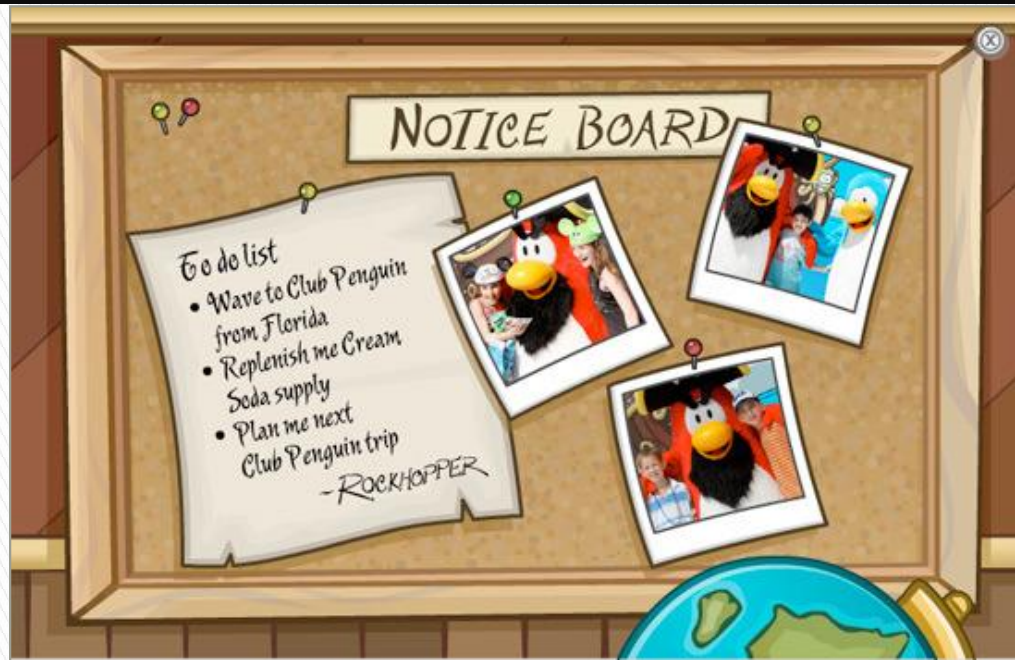 NOTICE BOARD
To do list
• Wave to Club Penguin
from Florida
• Replenish me Cream
Soda supply
• Plan me next
Club Penguin trip
~ROCKHOPPER